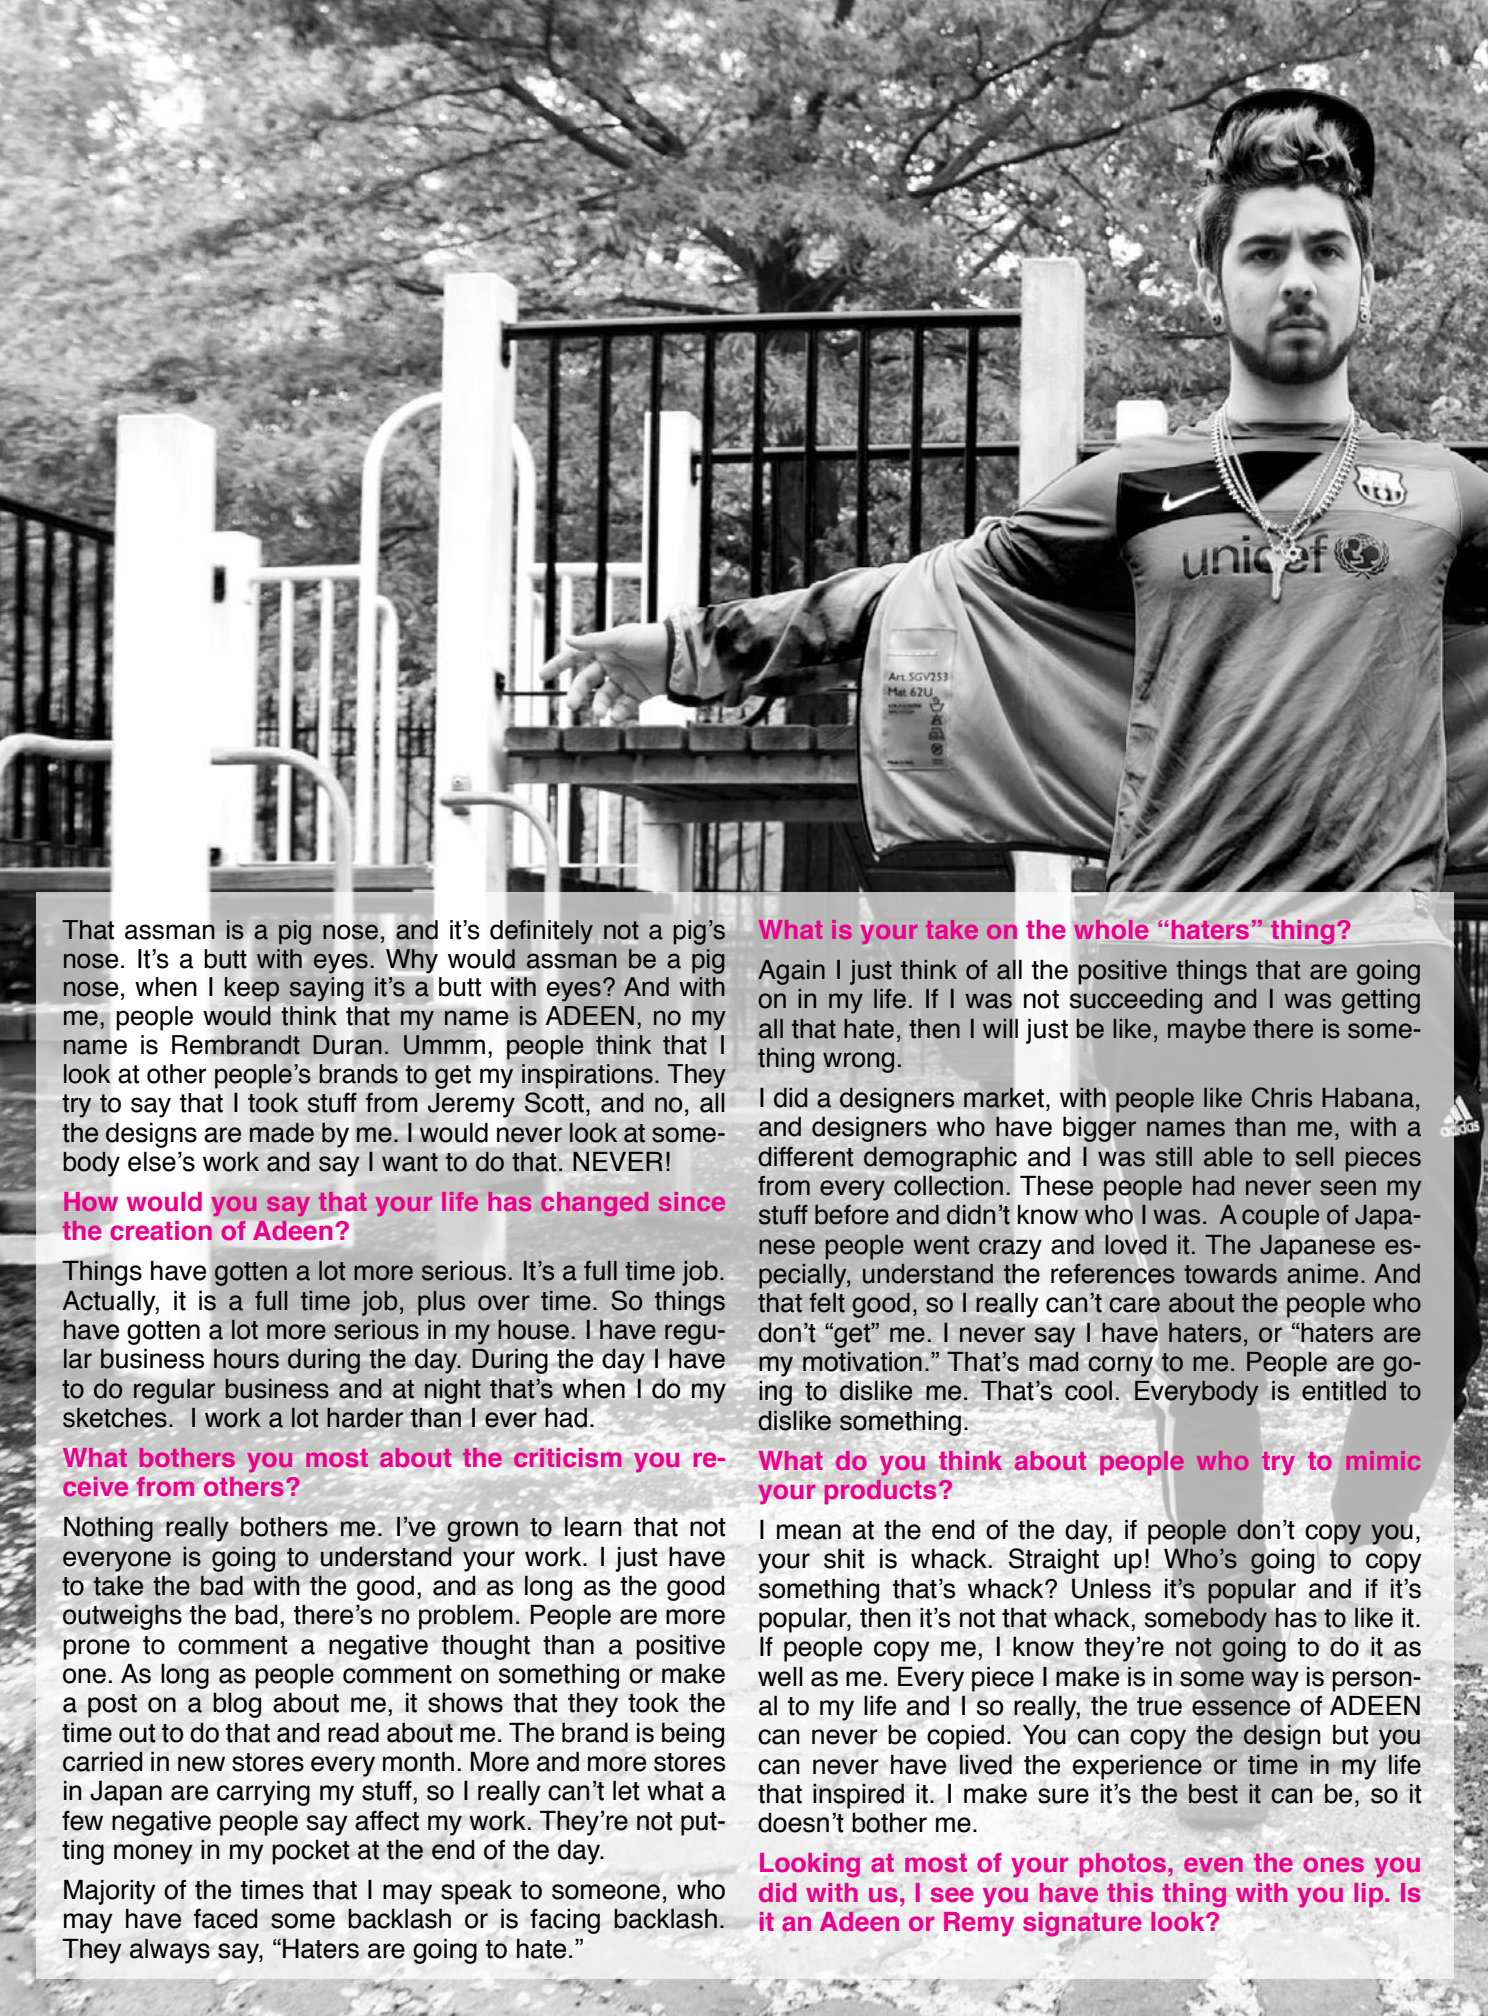 unicef
Art. SGV253
Mat. 62U
adidas
That assman is a pig nose, and it's definitely not a pig's
nose. It's a butt with eyes. Why would assman be a pig
nose, when I keep saying it's a butt with eyes? And with
me, people would think that my name is ADEEN, no my
name is Rembrandt Duran. Ummm, people think that I
look at other people's brands to get my inspirations. They
try to say that I took stuff from Jeremy Scott, and no, all
the designs are made by me. I would never look at some-
body else's work and say I want to do that. NEVER!
How would you say that your life has changed since
the creation of Adeen?
Things have gotten a lot more serious. It's a full time job.
Actually, it is a full time job, plus over time. So things
have gotten a lot more serious in my house. I have regu-
lar business hours during the day. During the day I have
to do regular business and at night that's when I do my
sketches. I work a lot harder than I ever had.
What bothers you most about the criticism you re-
ceive from others?
Nothing really bothers me. I've grown to learn that not
everyone is going to understand your work. I just have
to take the bad with the good, and as long as the good
outweighs the bad, there's no problem. People are more
prone to comment a negative thought than a positive
one. As long as people comment on something or make
a post on a blog about me, it shows that they took the
time out to do that and read about me. The brand is being
carried in new stores every month. More and more stores
in Japan are carrying my stuff, so I really can't let what a
few negative people say affect my work. They're not put-
ting money in my pocket at the end of the day.
Majority of the times that I may speak to someone, who
may have faced some backlash or is facing backlash.
They always say, "Haters are going to hate."
What is your take on the whole "haters" thing?
Again I just think of all the positive things that are going
on in my life. If I was not succeeding and I was getting
all that hate, then I will just be like, maybe there is some-
thing wrong.
I did a designers market, with people like Chris Habana,
and designers who have bigger names than me, with a
different demographic and I was still able to sell pieces
from every collection. These people had never seen my
stuff before and didn't know who I was. A couple of Japa-
nese people went crazy and loved it. The Japanese es-
pecially, understand the references towards anime. And
that felt good, so I really can't care about the people who
don't "get" me. I never say I have haters, or "haters are
my motivation." That's mad corny to me. People are go-
ing to dislike me. That's cool. Everybody is entitled to
dislike something.
What do you think about people who try to mimic
your products?
I mean at the end of the day, if people don't copy you,
your shit is whack. Straight up! Who's going to copy
something that's whack? Unless it's popular and if it's
popular, then it's not that whack, somebody has to like it.
If people copy me, I know they're not going to do it as
well as me. Every piece I make is in some way is person-
al to my life and I so really, the true essence of ADEEN
can never be copied. You can copy the design but you
can never have lived the experience or time in my life
that inspired it. I make sure it's the best it can be, so it
doesn't bother me.
Looking at most of your photos, even the ones you
did with us, I see you have this thing with you lip. Is
it an Adeen or Remy signature look?